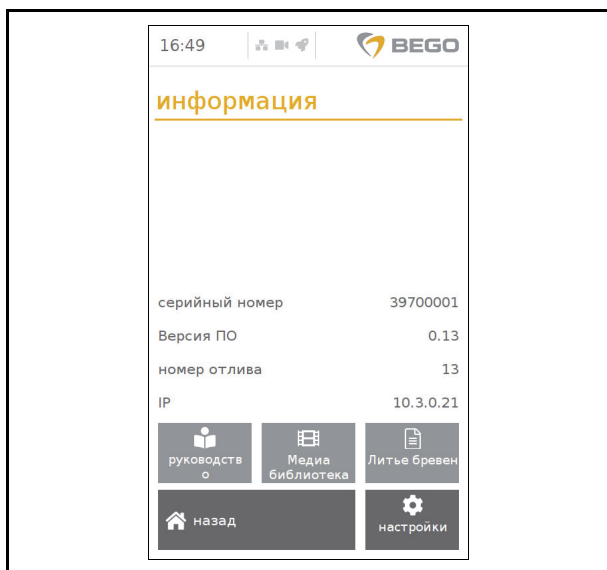 16:49 BEGO
информация
серийный номер 39700001
Версия ПО 0.13
номер отлива 13
IP 10.3.0.21
руководств
о
Медиа
библиотека
Литье бревен
назад
настройки